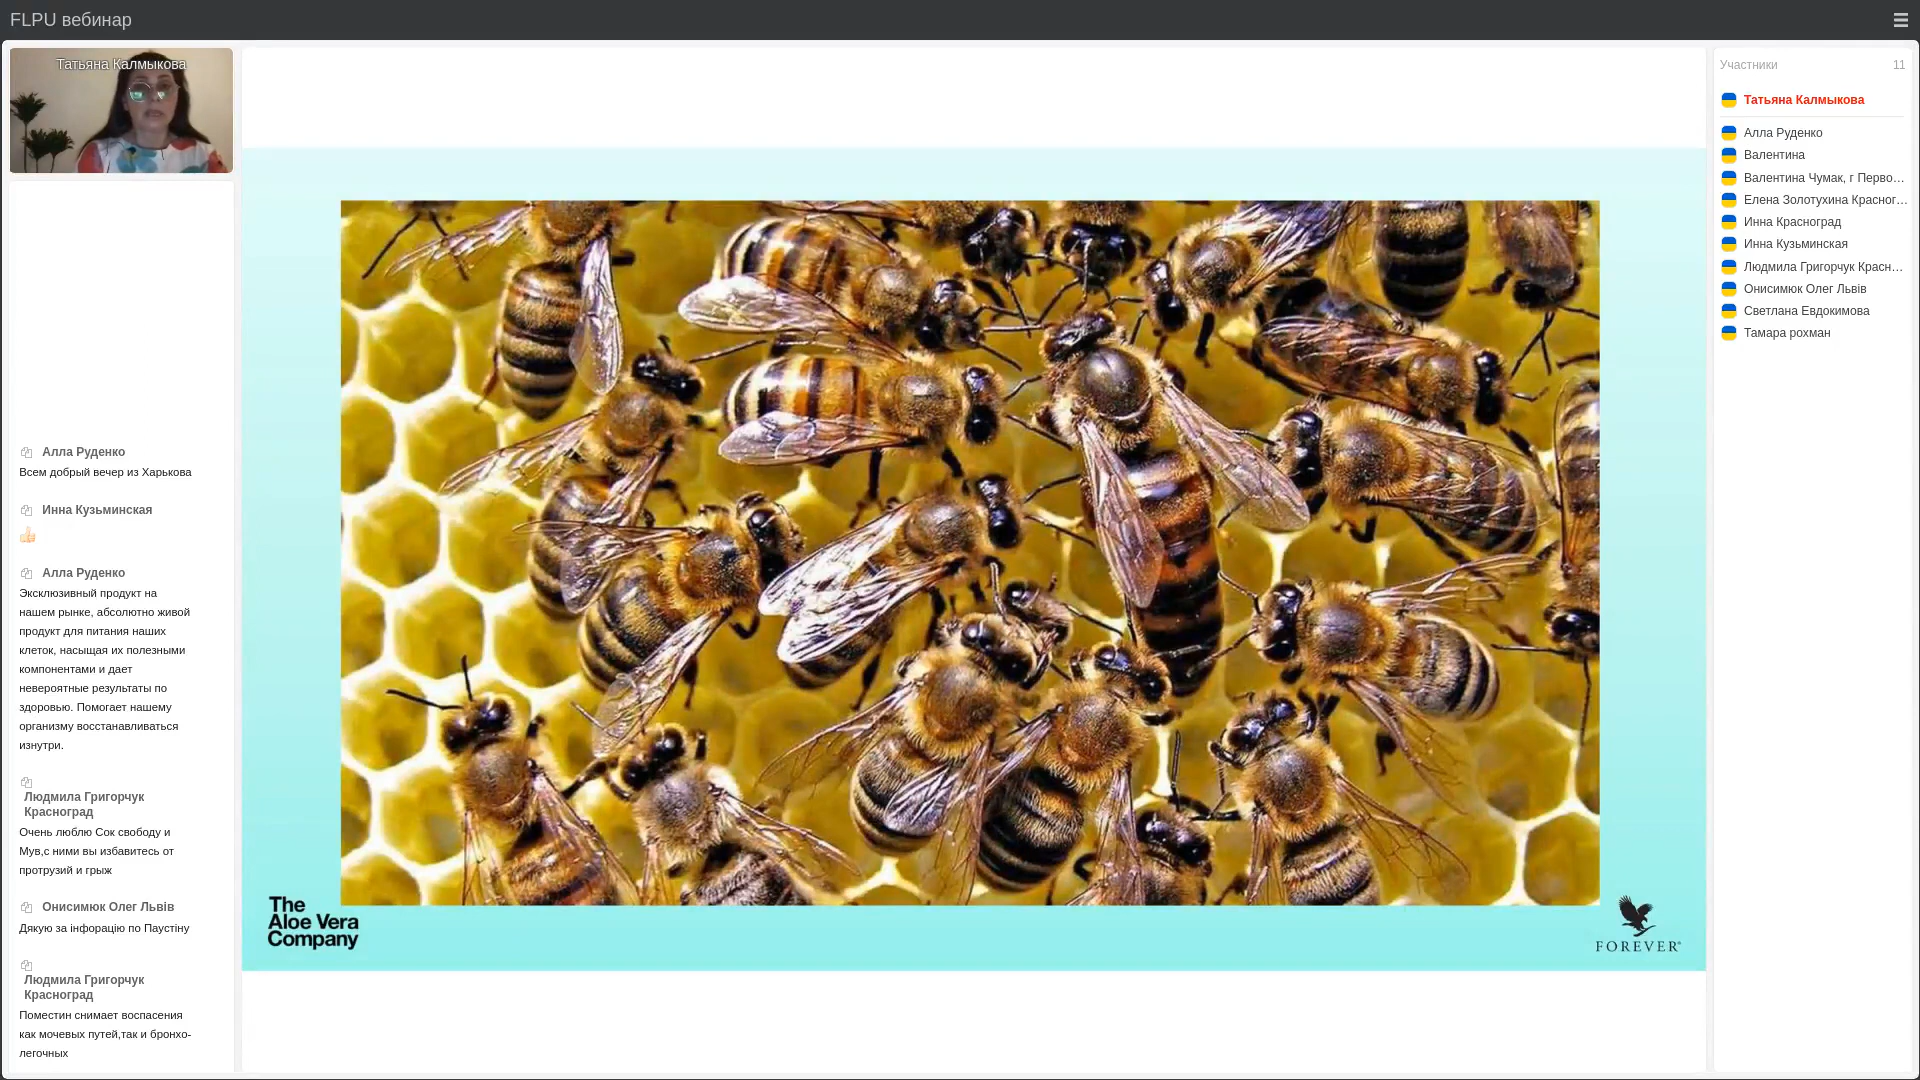 FLPU вебинар
Татьяна Калмыкова
Алла Руденко
Всем добрый вечер из Харькова
Инна Кузьминская
Алла Руденко
Эксклюзивный продукт на
нашем рынке, абсолютно живой
продукт для питания наших
клеток, насыщая их полезными
компонентами и дает
невероятные результаты по
здоровью. Помогает нашему
организму восстанавливаться
изнутри.
Людмила Григорчук
Красноград
Очень люблю Сок свободу и
Мув,с ними вы избавитесь от
протрузий и грыж
Онисимюк Олег Львів
Дякую за інфорацію по Паустіну
Людмила Григорчук
Красноград
Поместин снимает воспасения
как мочевых путей,так и бронхо-
легочных
The
Aloe Vera
Company
FOREVER
Участники 11
Татьяна Калмыкова
Алла Руденко
Валентина
Валентина Чумак, г Перво...
Елена Золотухина Красног...
Инна Красноград
Инна Кузьминская
Людмила Григорчук Красн...
Онисимюк Олег Львів
Светлана Евдокимова
Тамара рохман